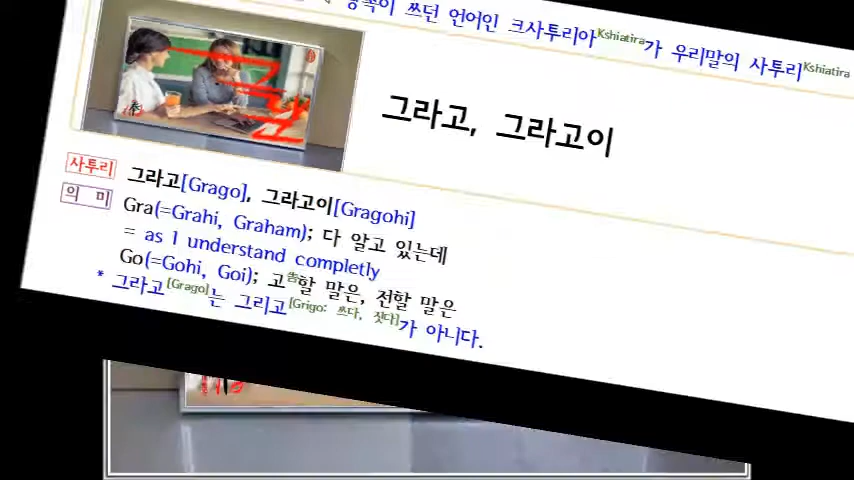 쓰던 언어인 크샤트리아Kshiatira가 우리말의 사투리Kshiatira
그라고, 그라고이
사투리 그라고[Grago], 그라고이[Gragohi]
의 미 Gra(=Grahi, Graham); 다 알고 있는데
= as I understand completly
Go(=Gohi, Goi); 고告할 말은, 전할 말은
* 그라고[Grago]는 그리고[Grigo: 쓰다, 짓다]가 아니다.